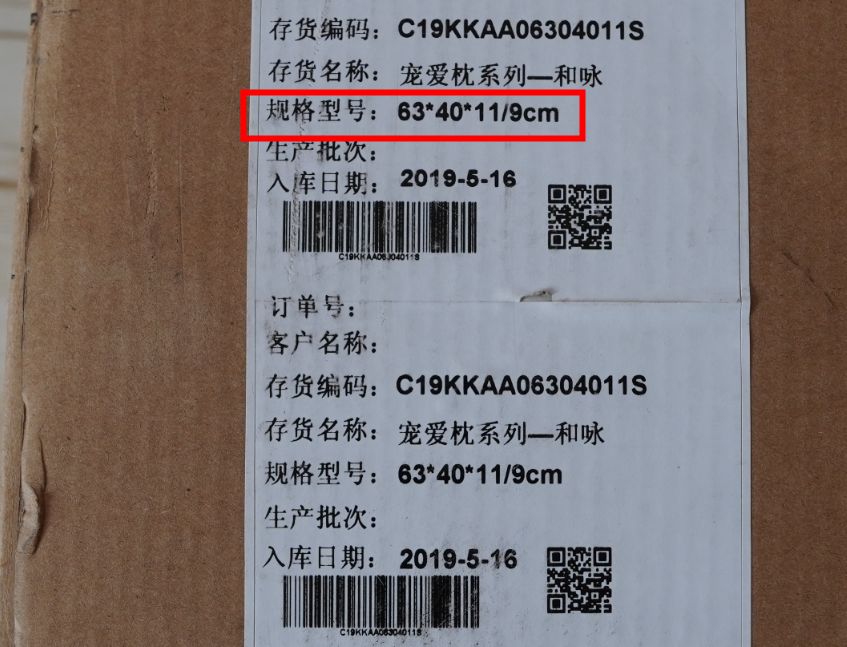 存货编码：C19KKAA06304011S
存货名称：宠爱枕系列—和咏
规格型号：63*40*11/9cm
生产批次：
入库日期：2019-5-16
C19KKAA06304011S
订单号：
客户名称：
存货编码：C19KKAA06304011S
存货名称：宠爱枕系列—和咏
规格型号：63*40*11/9cm
生产批次：
入库日期：2019-5-16
C19KKAA06304011S